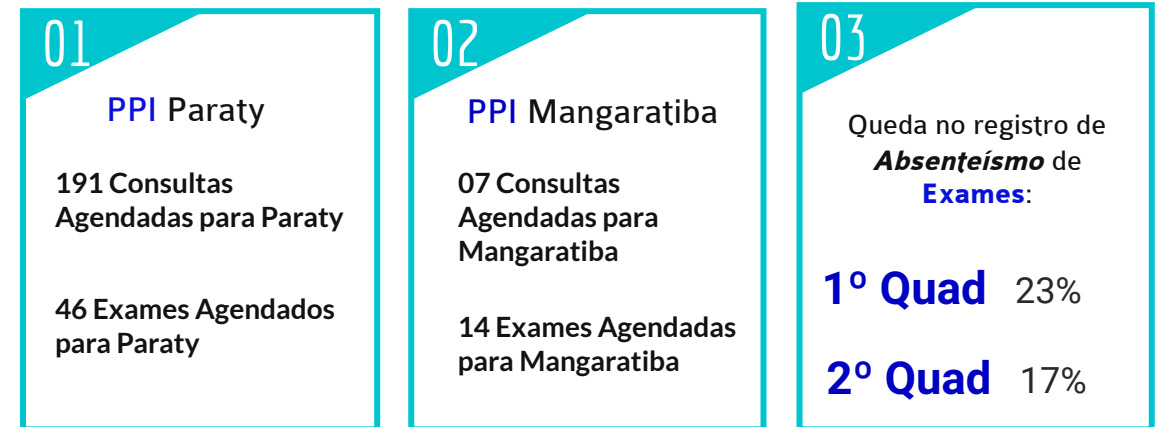 01
PPI Paraty
191 Consultas
Agendadas para Paraty
46 Exames Agendados
para Paraty
02
PPI Mangaratiba
07 Consultas
Agendadas para
Mangaratiba
14 Exames Agendadas
para Mangaratiba
03
Queda no registro de
Absenteísmo de
Exames:
1º Quad 23%
2º Quad 17%